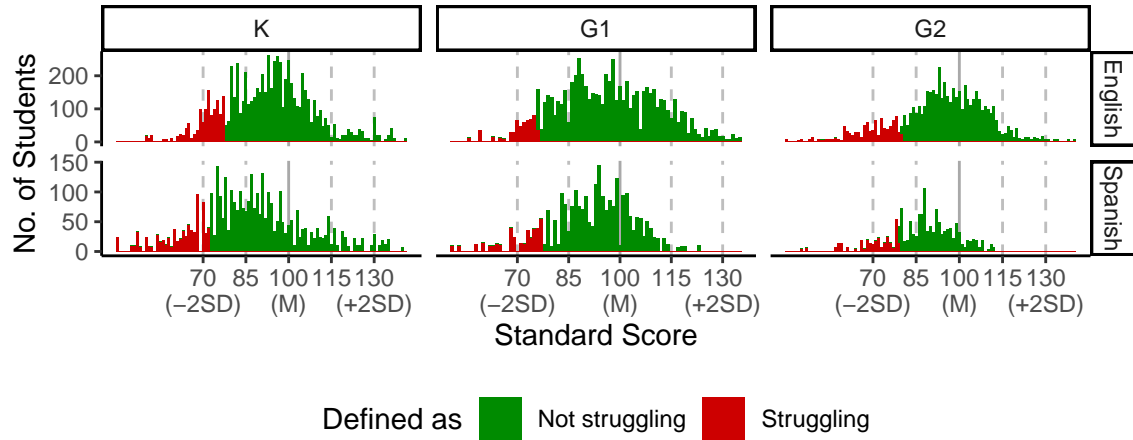 K G1 G2
No. of Students
200
100
0
English
150
100
50
0
Spanish
70 85 100 115 130 70 85 100 115 130 70 85 100 115 130
(−2SD) (M) (+2SD) (−2SD) (M) (+2SD) (−2SD) (M) (+2SD)
Standard Score
Defined as Not struggling Struggling